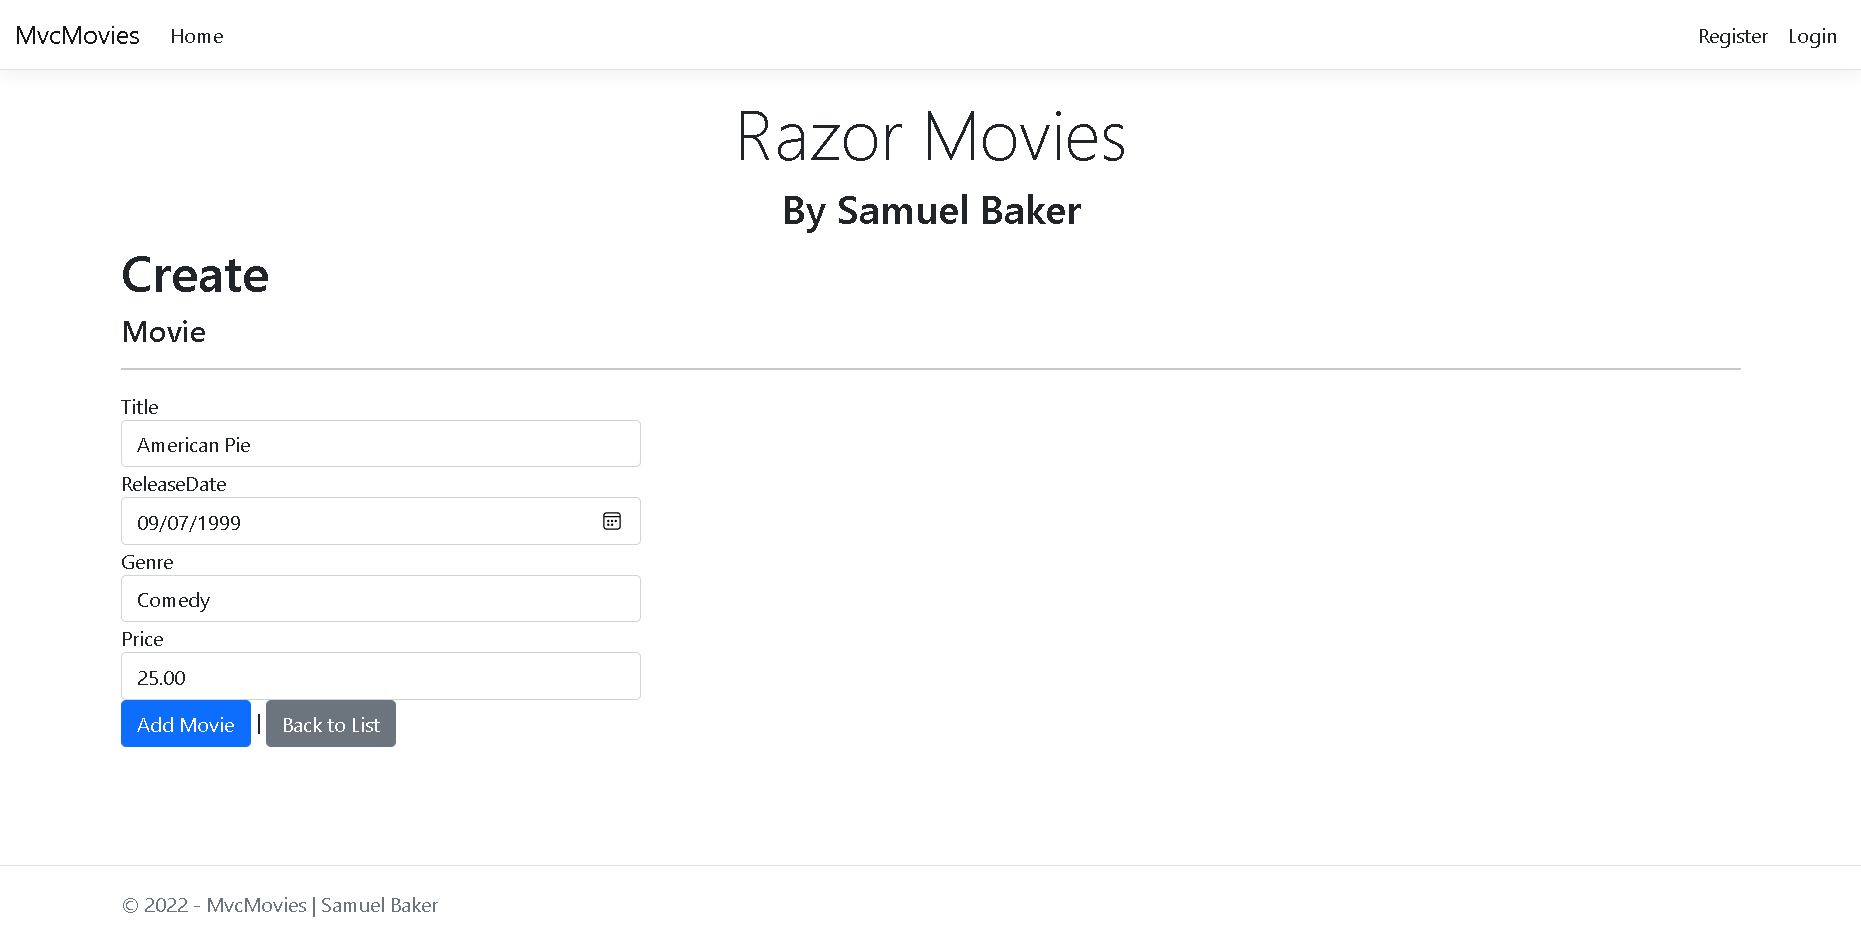 MvcMovies Home Register Login
Razor Movies
By Samuel Baker
Create
Movie
Title
American Pie
ReleaseDate
09/07/1999
Genre
Comedy
Price
25.00
Add Movie | Back to List
© 2022 - MvcMovies | Samuel Baker